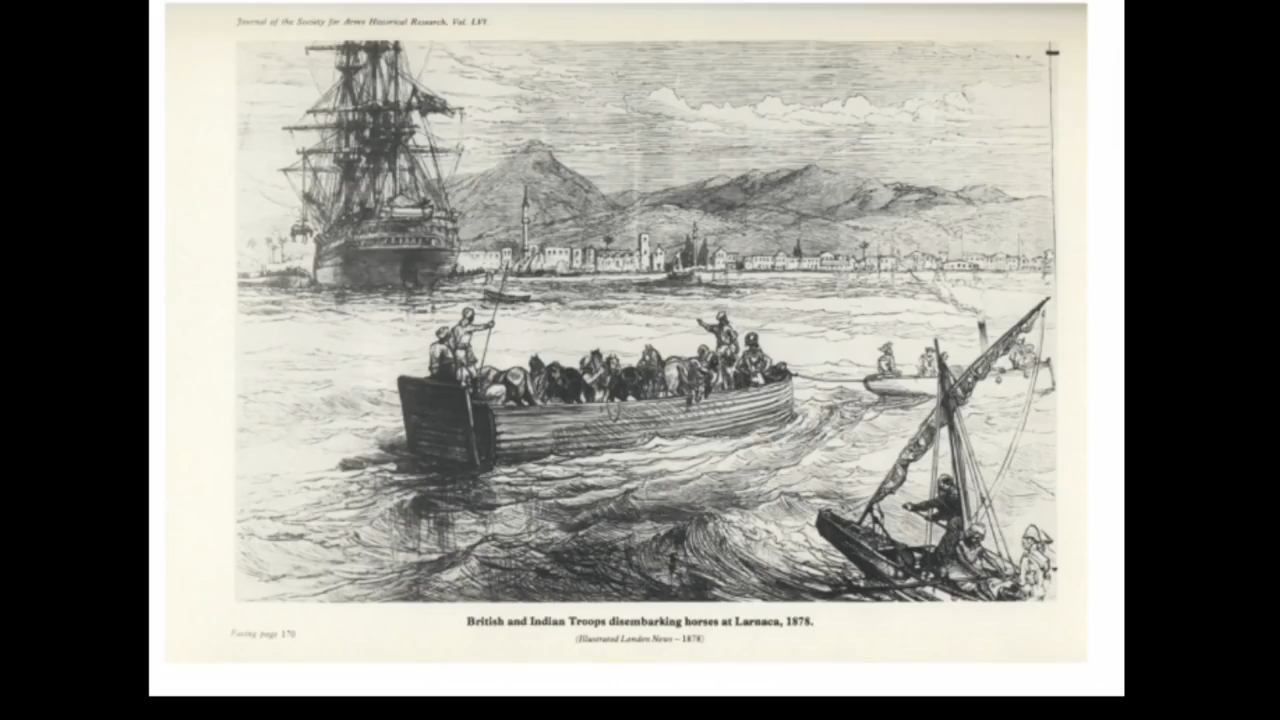 Journal of the Society for Army Historical Research, Vol. LVI.
British and Indian Troops disembarking horses at Larnaca, 1878.
(Illustrated London News – 1878)
Facing page 170